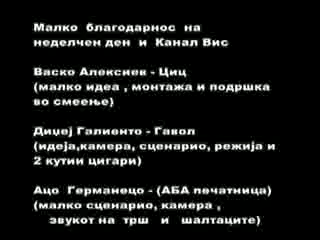 Малко благодарнос на
неделчен ден и Канал Вис
Васко Алексиев - Циц
(малко идеа , монтажа и подршка
во смеење)
Диџеј Галиенто - Гавол
(идеја,камера, сценарио, режија и
2 кутии цигари)
Ацо Ѓерманецо - (АБА печатница)
(малко сценарио, камера ,
звукот на трш и шалтаците)